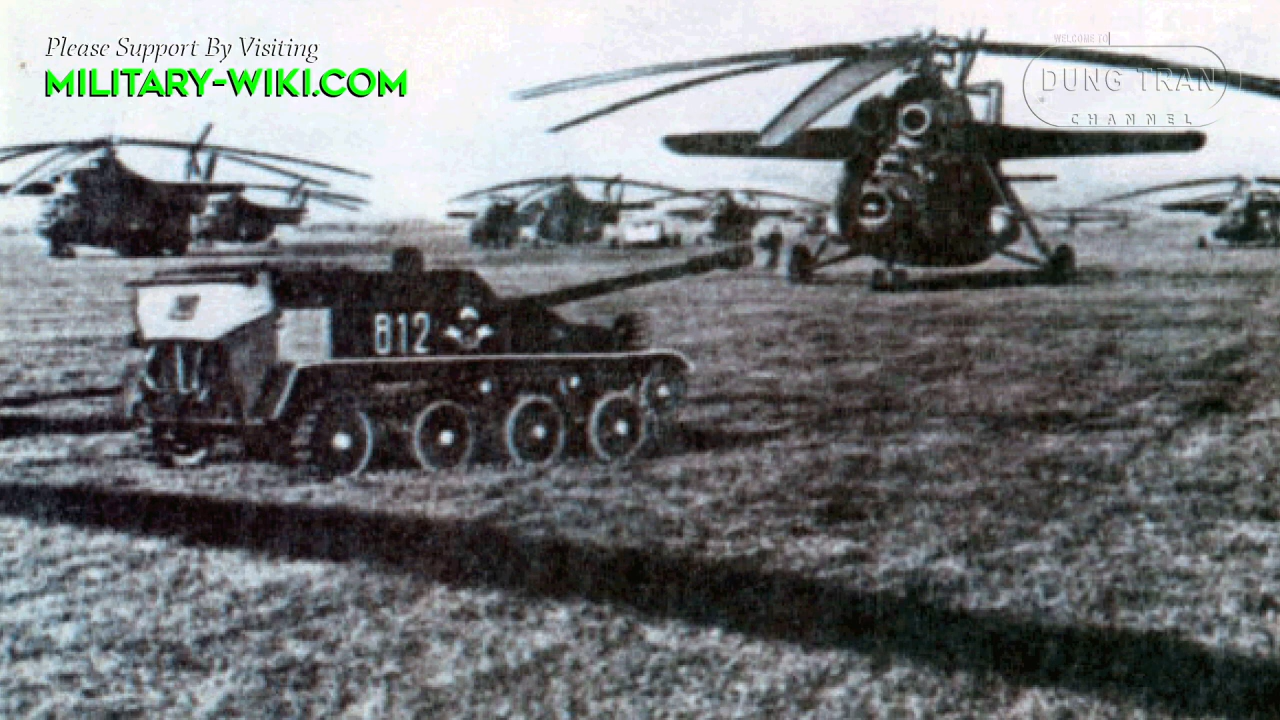 Please Support By Visiting
MILITARY-WIKI.COM
WELCOME TO
DUNG TRAN
CHANNEL
812